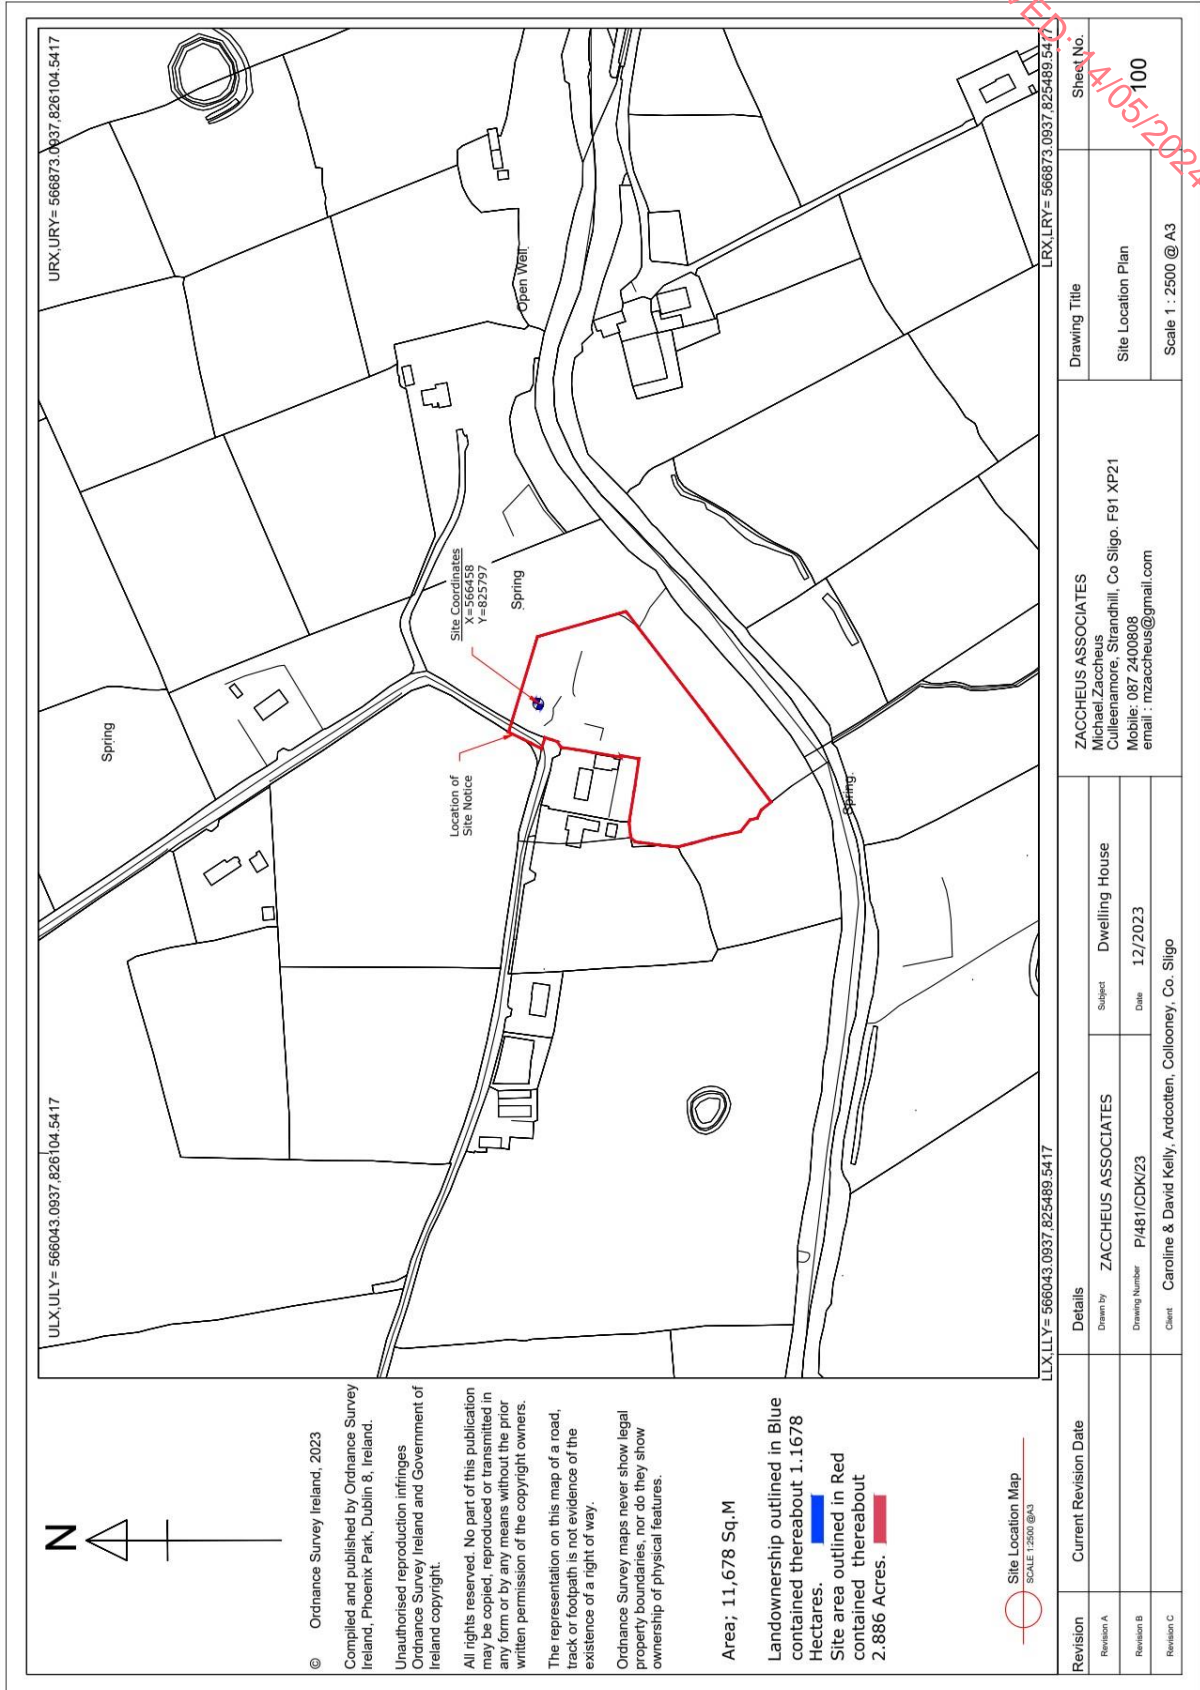 N
© Ordnance Survey Ireland, 2023
Compiled and published by Ordnance Survey
Ireland, Phoenix Park, Dublin 8, Ireland.
Unauthorised reproduction infringes
Ordnance Survey Ireland and Government of
Ireland copyright.
All rights reserved. No part of this publication
may be copied, reproduced or transmitted in
any form or by any means without the prior
written permission of the copyright owners.
The representation on this map of a road,
track or footpath is not evidence of the
existence of a right of way.
Ordnance Survey maps never show legal
property boundaries, nor do they show
ownership of physical features.
Area; 11,678 Sq.M
Landownership outlined in Blue
contained thereabout 1.1678
Hectares.
Site area outlined in Red
contained thereabout
2.886 Acres.
Site Location Map
SCALE 1:2500 @A3
ULX,ULY= 566043.0937,826104.5417
URX,URY= 566873.0937,826104.5417
Spring
Open Well
Site Coordinates
X=566458
Y=825797
Spring
Location of
Site Notice
Spring
LLX,LLY= 566043.0937,825489.5417
LRX,LRY= 566873.0937,825489.5417
Revision
Current Revision Date
Revision A
Revision B
Revision C
Details
Drawn by ZACCHEUS ASSOCIATES
Subject Dwelling House
Drawing Number P/481/CDK/23
Date 12/2023
Client Caroline & David Kelly, Ardcotten, Collooney, Co. Sligo
ZACCHEUS ASSOCIATES
Michael.Zaccheus
Culleenamore, Strandhill, Co Sligo. F91 XP21
Mobile: 087 2400808
email : mzaccheus@gmail.com
Drawing Title
Site Location Plan
Scale 1 : 2500 @ A3
Sheet No.
100
14/05/2024